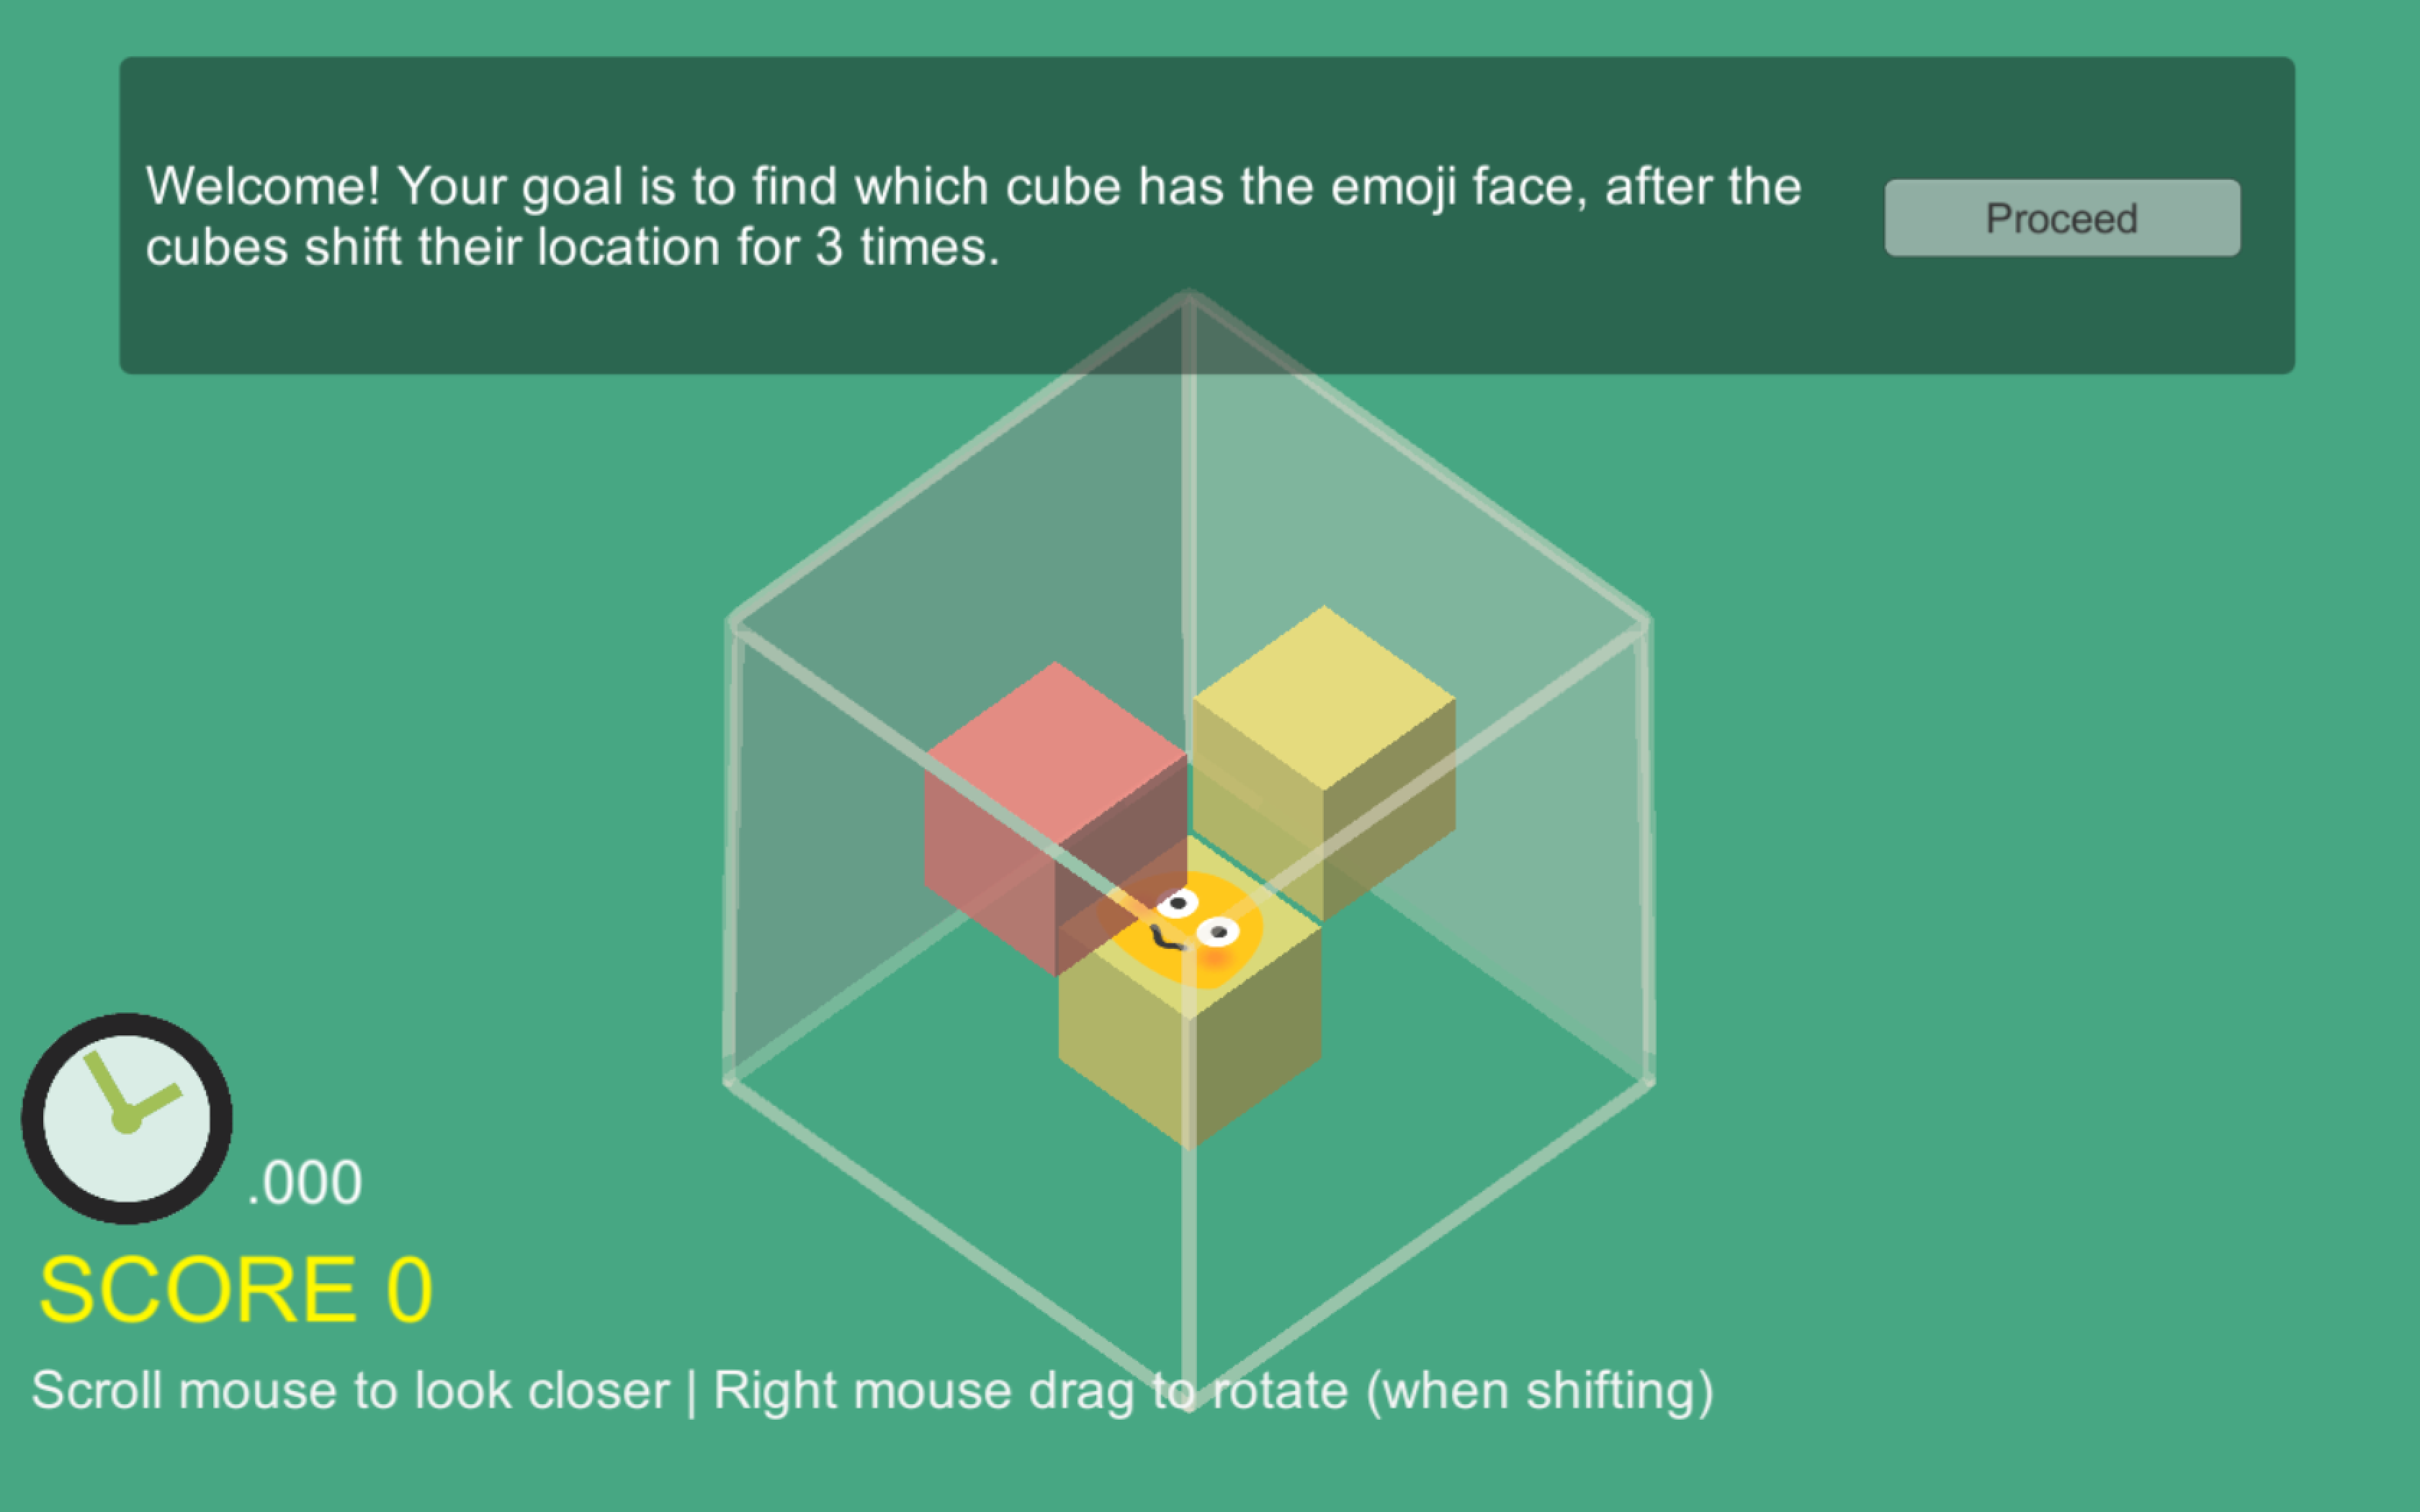 Welcome! Your goal is to find which cube has the emoji face, after the
cubes shift their location for 3 times.
Proceed
.000
SCORE 0
Scroll mouse to look closer | Right mouse drag to rotate (when shifting)